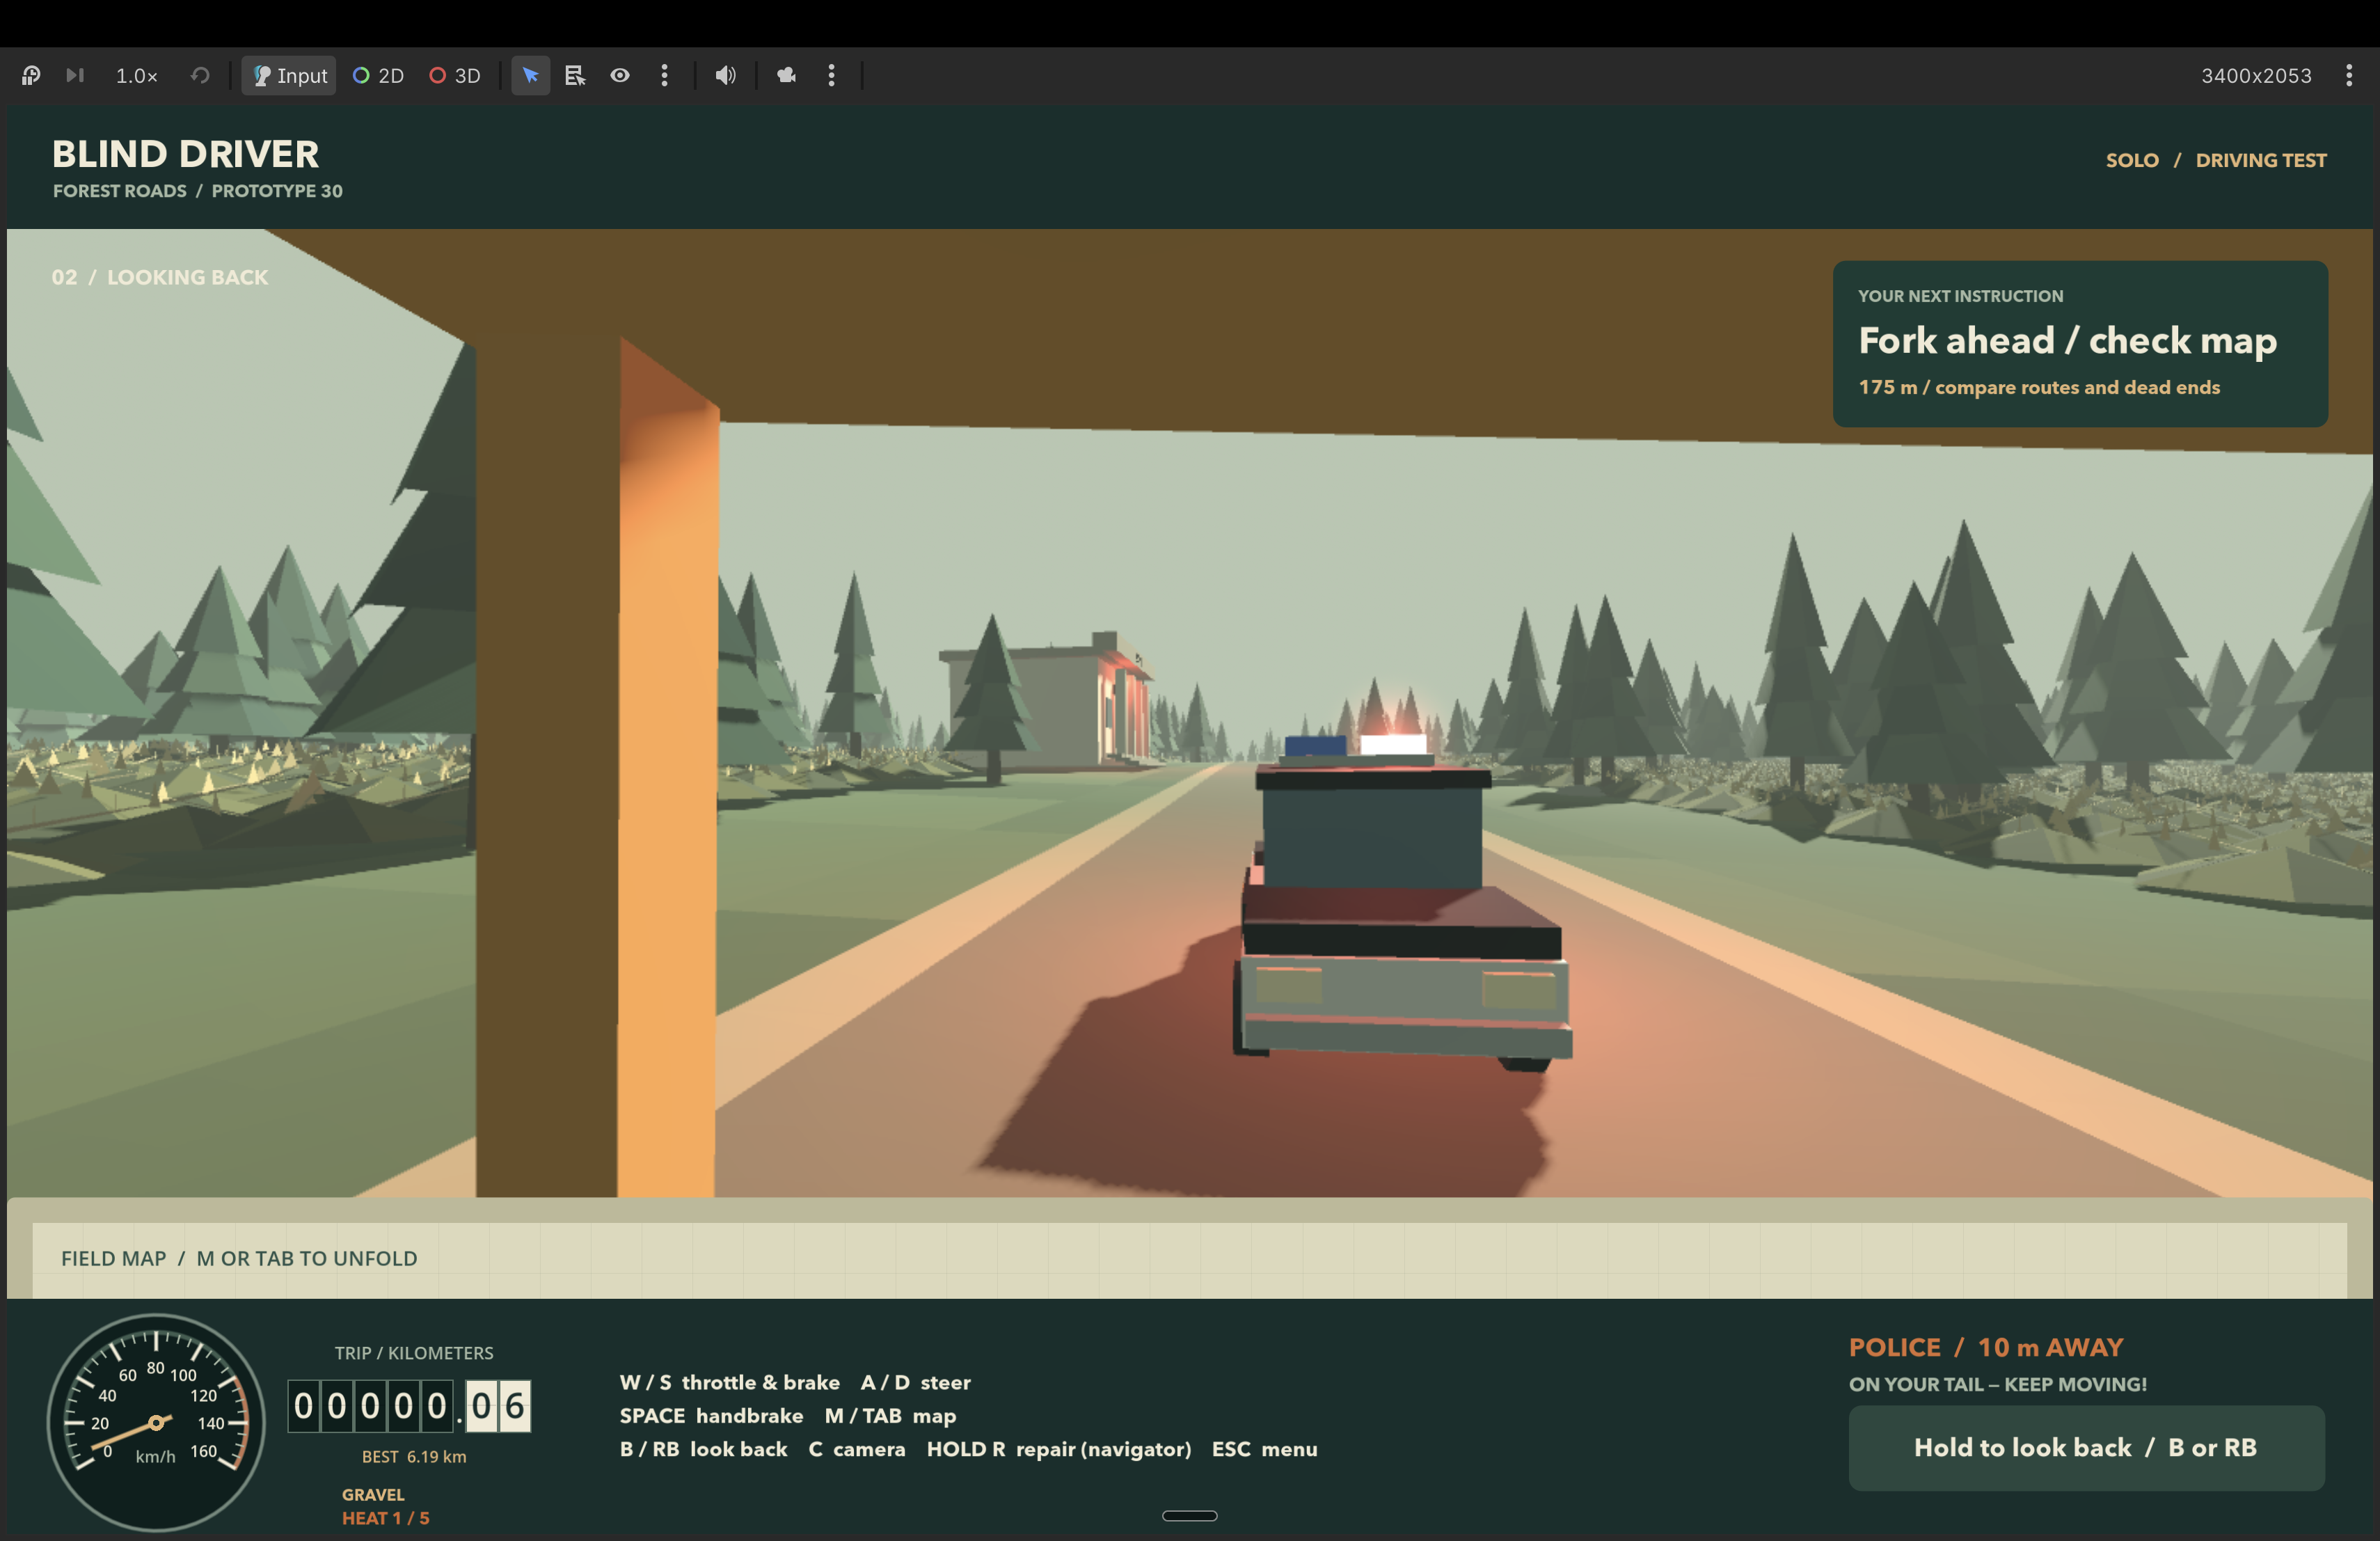 1.0×
Input
2D
3D
3400x2053
BLIND DRIVER
FOREST ROADS / PROTOTYPE 30
SOLO / DRIVING TEST
02 / LOOKING BACK
YOUR NEXT INSTRUCTION
Fork ahead / check map
175 m / compare routes and dead ends
FIELD MAP / M OR TAB TO UNFOLD
0
20
40
60
80
100
120
140
160
km/h
TRIP / KILOMETERS
00000.06
BEST 6.19 km
GRAVEL
HEAT 1 / 5
W / S throttle & brake A / D steer
SPACE handbrake M / TAB map
B / RB look back C camera HOLD R repair (navigator) ESC menu
POLICE / 10 m AWAY
ON YOUR TAIL – KEEP MOVING!
Hold to look back / B or RB